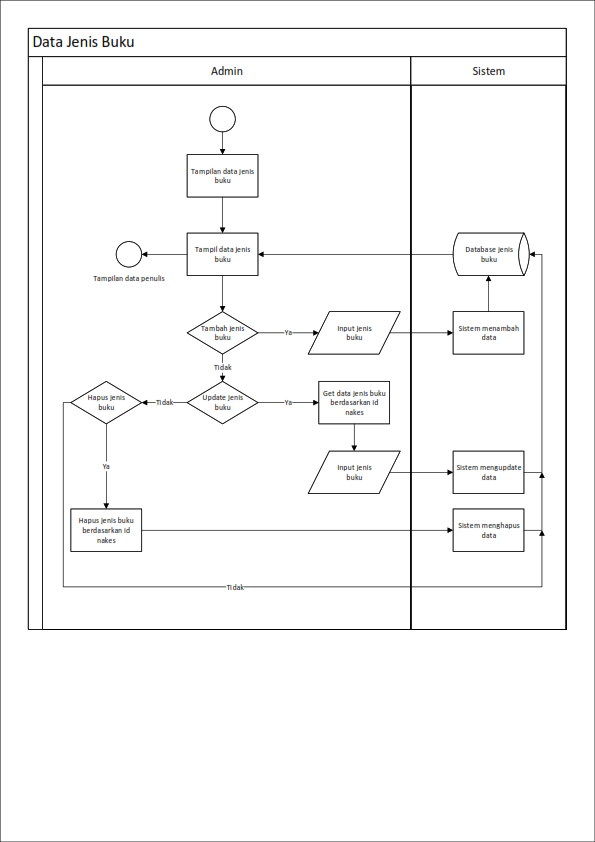 Data Jenis Buku
Admin
Sistem
Tampilan data jenis
buku
Tampil data jenis
buku
Database jenis
buku
Tampilan data penulis
Tambah jenis
buku
Ya
Input jenis
buku
Sistem menambah
data
Tidak
Hapus jenis
buku
Tidak
Update jenis
buku
Ya
Get data jenis buku
berdasarkan id
nakes
Ya
Input jenis
buku
Sistem mengupdate
data
Hapus jenis buku
berdasarkan id
nakes
Sistem menghapus
data
Tidak